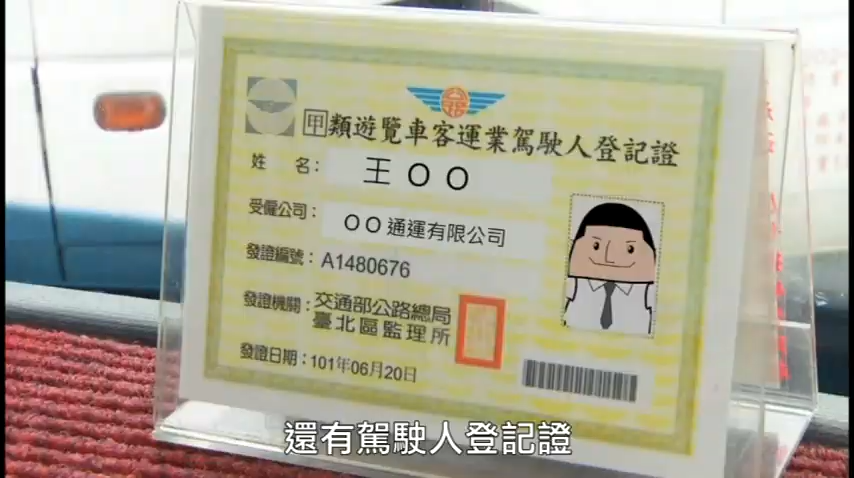 甲類遊覽車客運業駕駛人登記證
姓名：王OO
受僱公司：OO通運有限公司
發證編號：A1480676
發證機關：交通部公路總局
臺北區監理所
發證日期：101年06月20日
還有駕駛人登記證